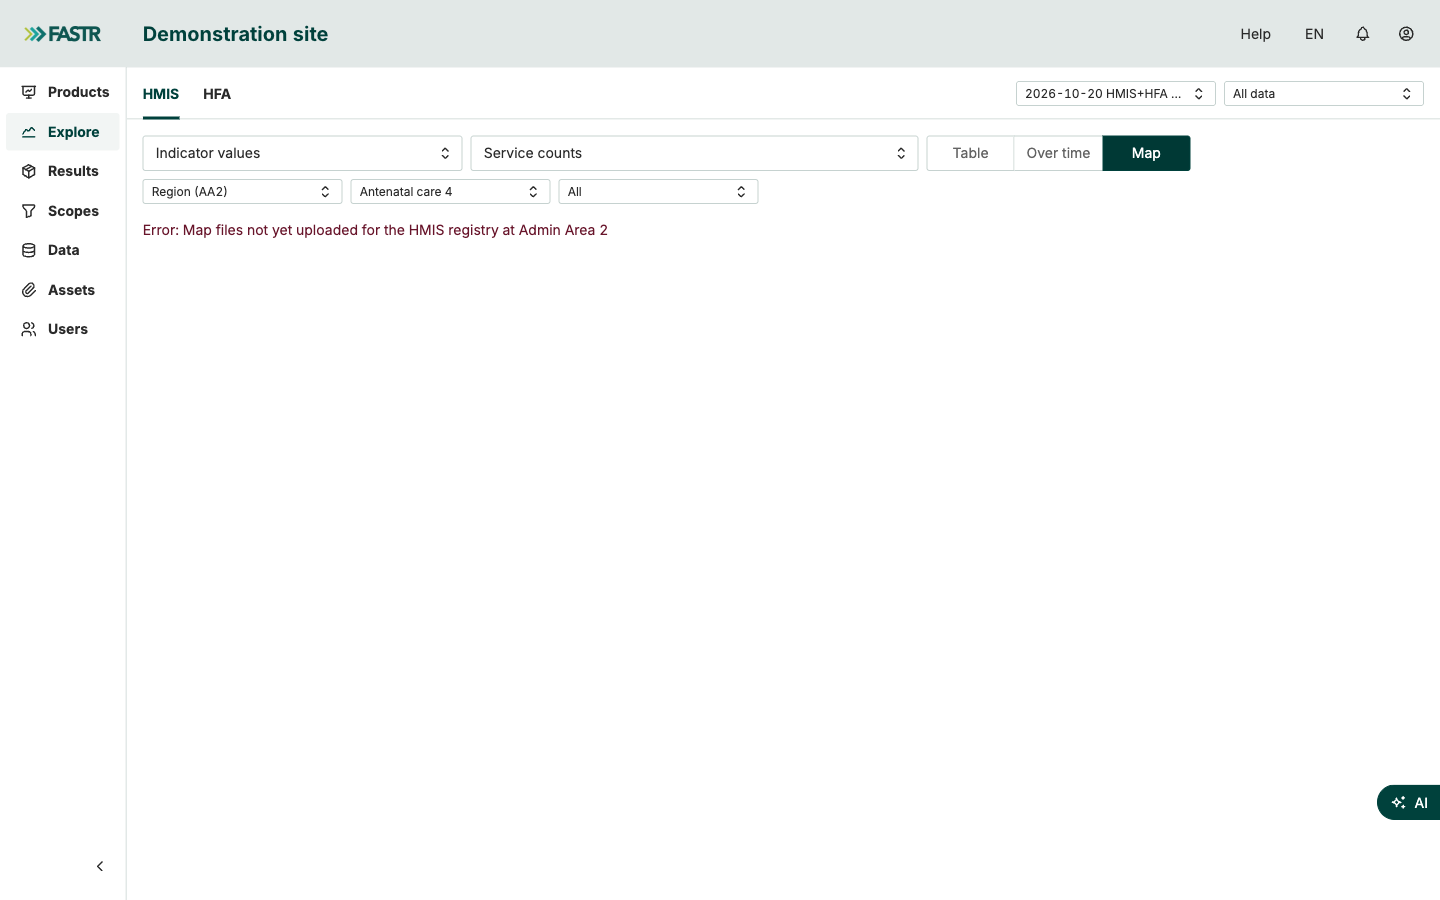 FASTR
Demonstration site
Help
EN
Products
Explore
Results
Scopes
Data
Assets
Users
HMIS
HFA
2026-10-20 HMIS+HFA ...
All data
Indicator values
Service counts
Table
Over time
Map
Region (AA2)
Antenatal care 4
All
Error: Map files not yet uploaded for the HMIS registry at Admin Area 2
AI